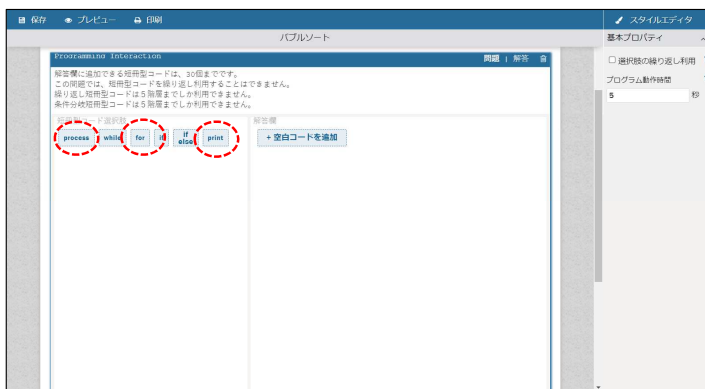 保存 プレビュー 印刷 スタイルエディタ
バブルソート
基本プロパティ
Programming Interaction 問題 | 解答
解答欄に追加できる短冊型コードは、30個までです。
この問題では、短冊型コードを繰り返し利用することはできません。
繰り返し短冊型コードは5階層までしか利用できません。
条件分岐短冊型コードは5階層までしか利用できません。
選択肢の繰り返し利用
プログラム動作時間
5 秒
短冊型コード選択肢
解答欄
process while for if if else print
+ 空白コードを追加